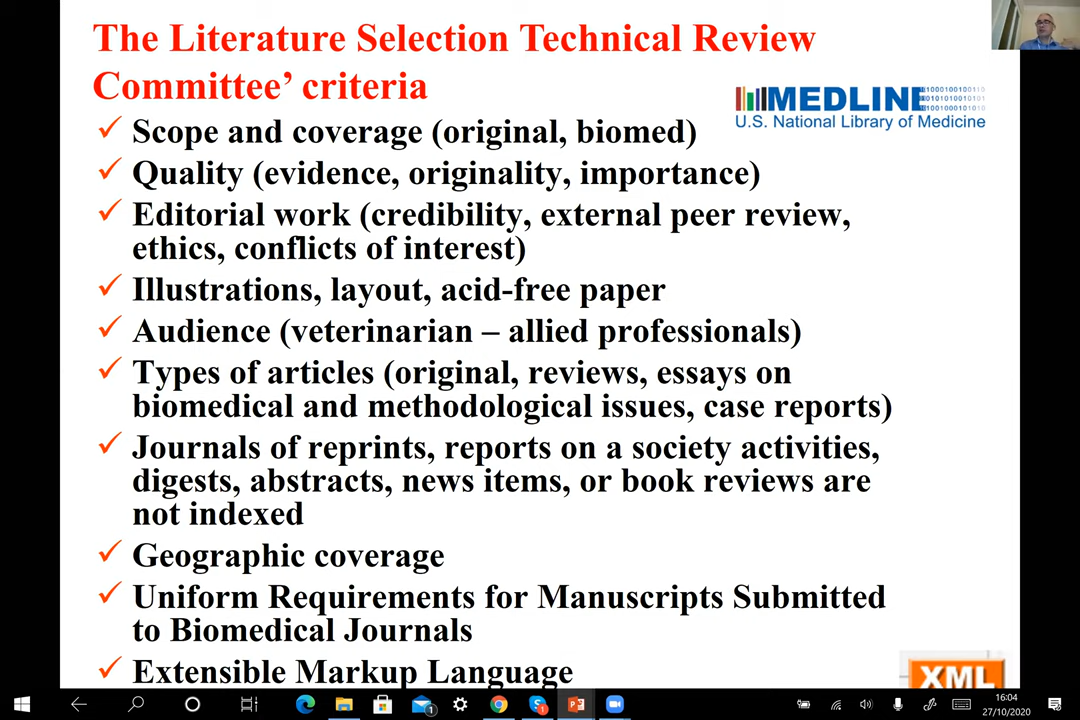 The Literature Selection Technical Review
Committee’ criteria
MEDLINE
U.S. National Library of Medicine
Scope and coverage (original, biomed)
Quality (evidence, originality, importance)
Editorial work (credibility, external peer review,
ethics, conflicts of interest)
Illustrations, layout, acid-free paper
Audience (veterinarian – allied professionals)
Types of articles (original, reviews, essays on
biomedical and methodological issues, case reports)
Journals of reprints, reports on a society activities,
digests, abstracts, news items, or book reviews are
not indexed
Geographic coverage
Uniform Requirements for Manuscripts Submitted
to Biomedical Journals
Extensible Markup Language
XML
16:04
27/10/2020